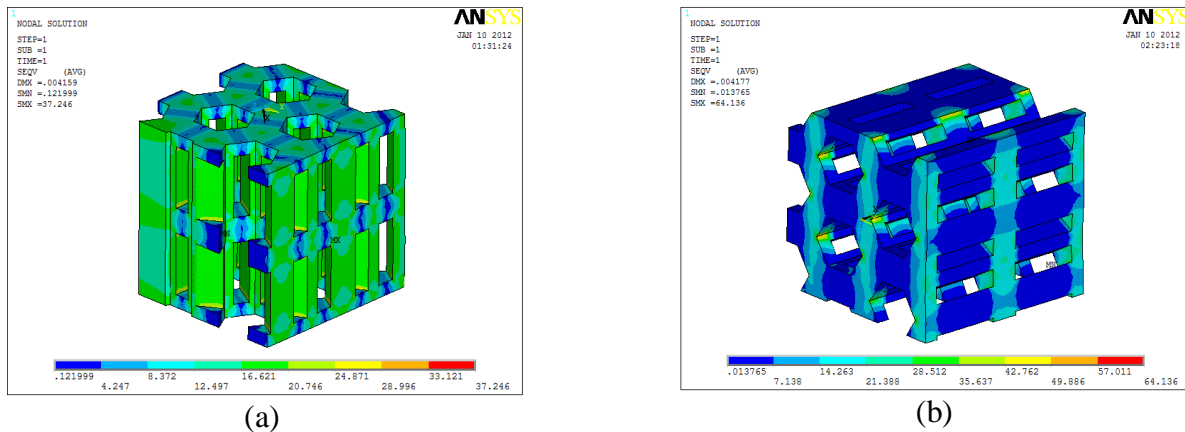 1
NODAL SOLUTION
STEP=1
SUB =1
TIME=1
SEQV (AVG)
DMX =.004159
SMN =.121999
SMX =37.246
ANSYS
JAN 10 2012
01:31:24
Y
MX
.121999 8.372 16.621 24.871 33.121
4.247 12.497 20.746 28.996 37.246
(a)
1
NODAL SOLUTION
STEP=1
SUB =1
TIME=1
SEQV (AVG)
DMX =.004177
SMN =.013765
SMX =64.136
ANSYS
JAN 10 2012
02:23:18
MN
.013765 14.263 28.512 42.762 57.011
7.138 21.388 35.637 49.886 64.136
(b)